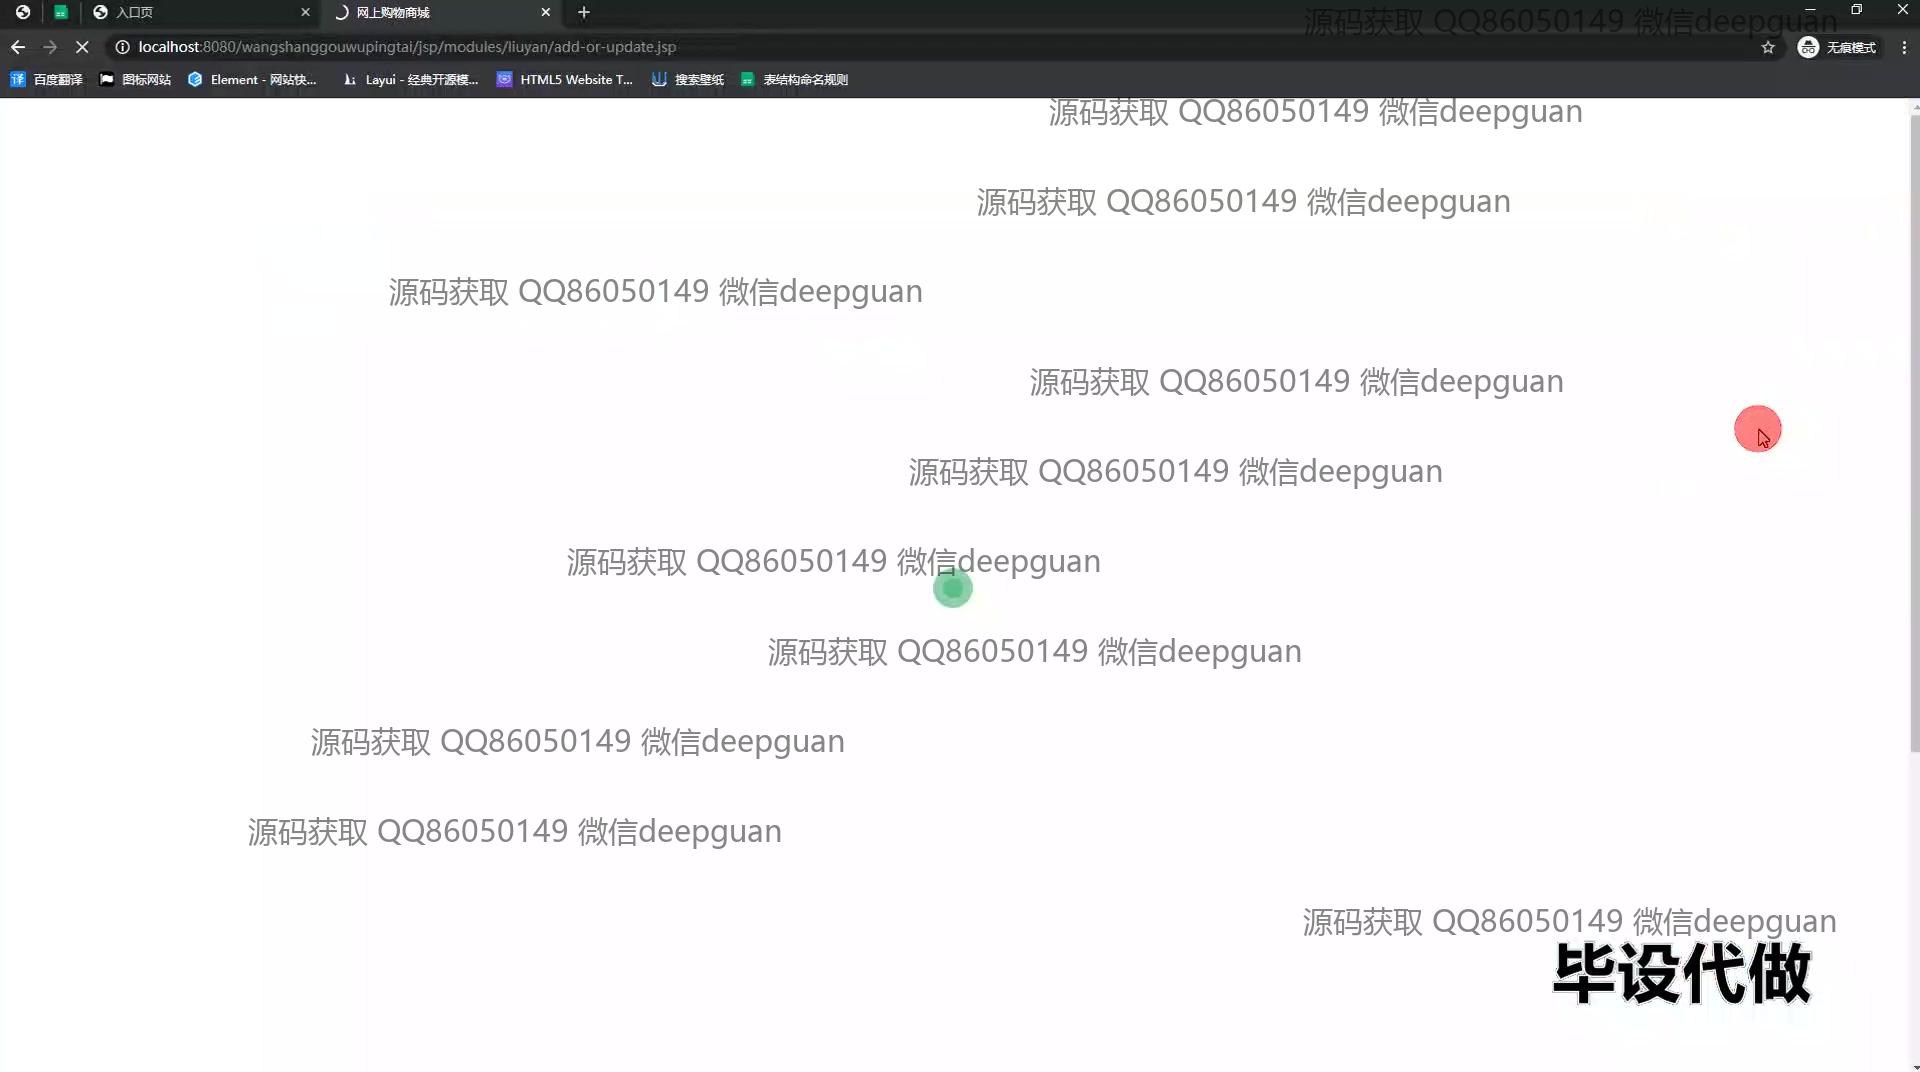 入口页
网上购物商城
源码获取 QQ86050149 微信deepguan
localhost:8080/wangshanggouwupingtai/jsp/modules/liuyan/add-or-update.jsp
无痕模式
百度翻译
图标网站
Element - 网站快...
Layui - 经典开源模...
HTML5 Website T...
搜索壁纸
表结构命名规则
源码获取 QQ86050149 微信deepguan
源码获取 QQ86050149 微信deepguan
源码获取 QQ86050149 微信deepguan
源码获取 QQ86050149 微信deepguan
源码获取 QQ86050149 微信deepguan
源码获取 QQ86050149 微信deepguan
源码获取 QQ86050149 微信deepguan
源码获取 QQ86050149 微信deepguan
源码获取 QQ86050149 微信deepguan
源码获取 QQ86050149 微信deepguan
毕设代做